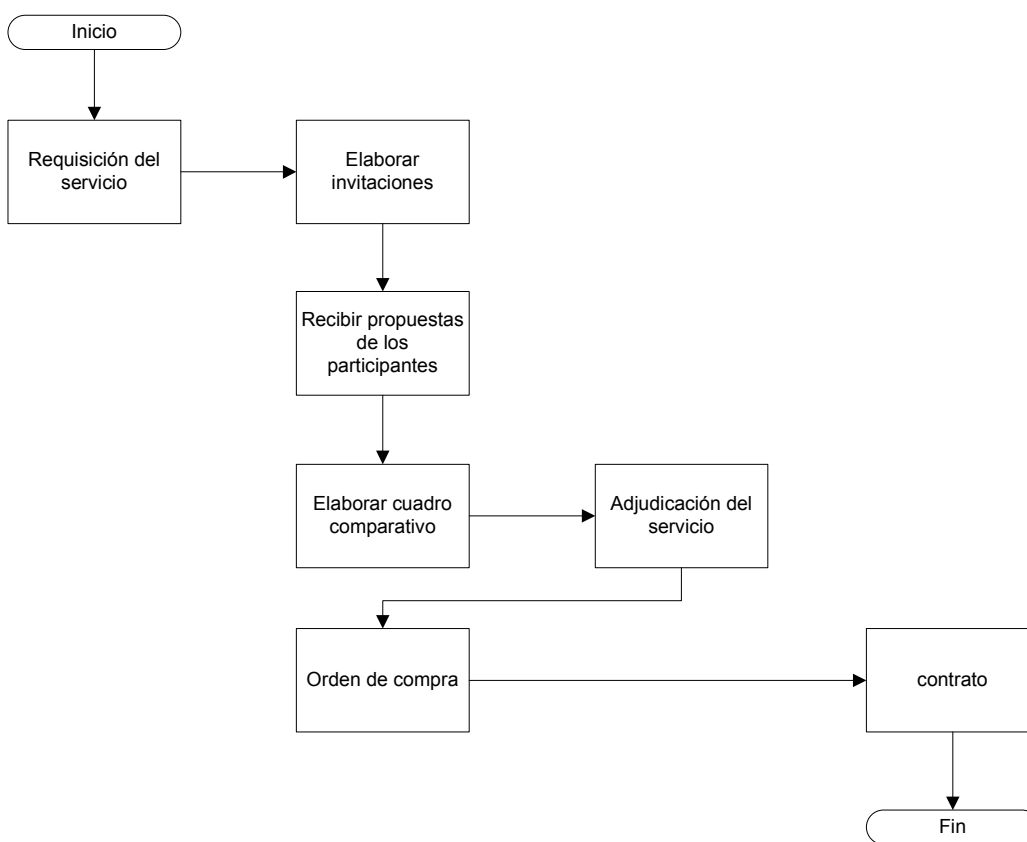 Inicio
Requisición del
servicio
Elaborar
invitaciones
Recibir propuestas
de los
participantes
Elaborar cuadro
comparativo
Adjudicación del
servicio
Orden de compra
contrato
Fin